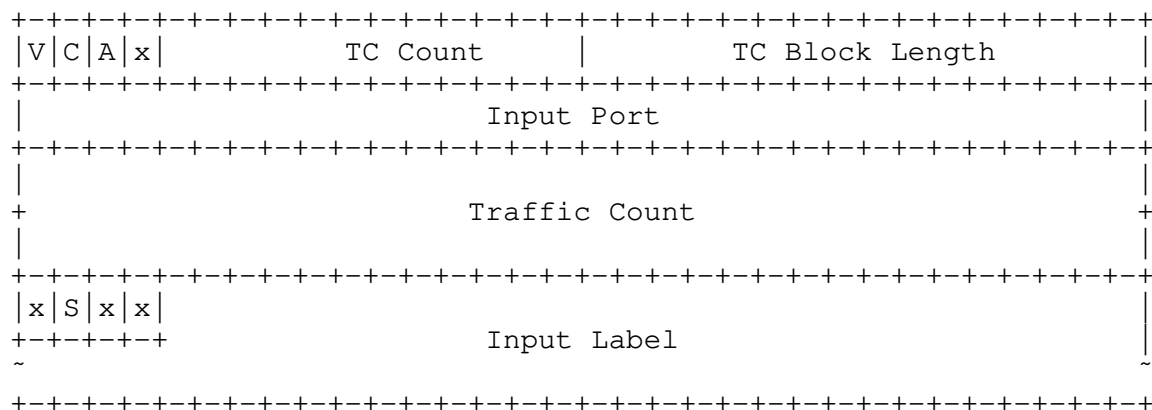 +-+-+-+-+-+-+-+-+-+-+-+-+-+-+-+-+-+-+-+-+-+-+-+-+-+-+-+-+-+-+-+-+
|V|C|A|x|          TC Count     |        TC Block Length        |
+-+-+-+-+-+-+-+-+-+-+-+-+-+-+-+-+-+-+-+-+-+-+-+-+-+-+-+-+-+-+-+-+
|                          Input Port                           |
+-+-+-+-+-+-+-+-+-+-+-+-+-+-+-+-+-+-+-+-+-+-+-+-+-+-+-+-+-+-+-+-+
|                                                               |
+                         Traffic Count                         +
|                                                               |
+-+-+-+-+-+-+-+-+-+-+-+-+-+-+-+-+-+-+-+-+-+-+-+-+-+-+-+-+-+-+-+-+
|x|S|x|x|                                                       |
+-+-+-+-+                  Input Label                          |
~                                                               ~
+-+-+-+-+-+-+-+-+-+-+-+-+-+-+-+-+-+-+-+-+-+-+-+-+-+-+-+-+-+-+-+-+